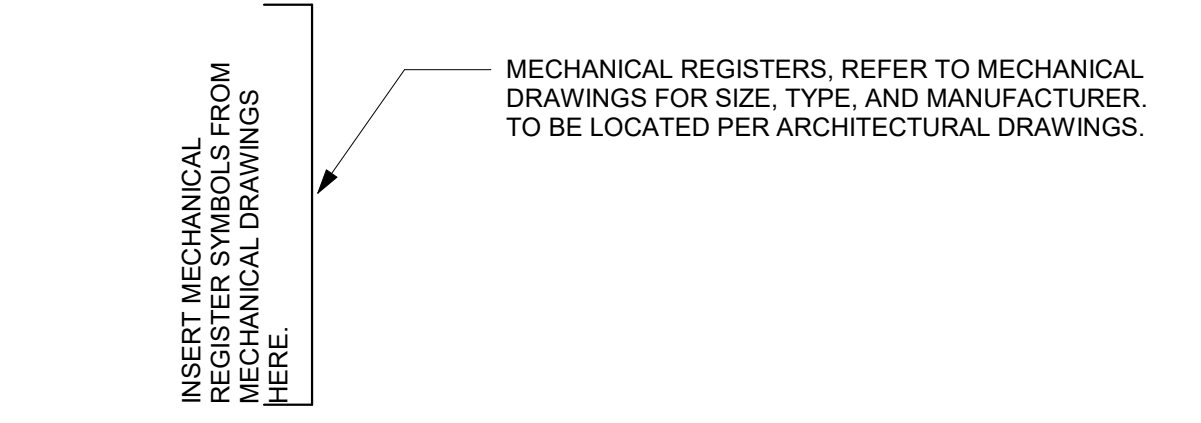 INSERT MECHANICAL
REGISTER SYMBOLS FROM
MECHANICAL DRAWINGS
HERE.
MECHANICAL REGISTERS, REFER TO MECHANICAL
DRAWINGS FOR SIZE, TYPE, AND MANUFACTURER.
TO BE LOCATED PER ARCHITECTURAL DRAWINGS.